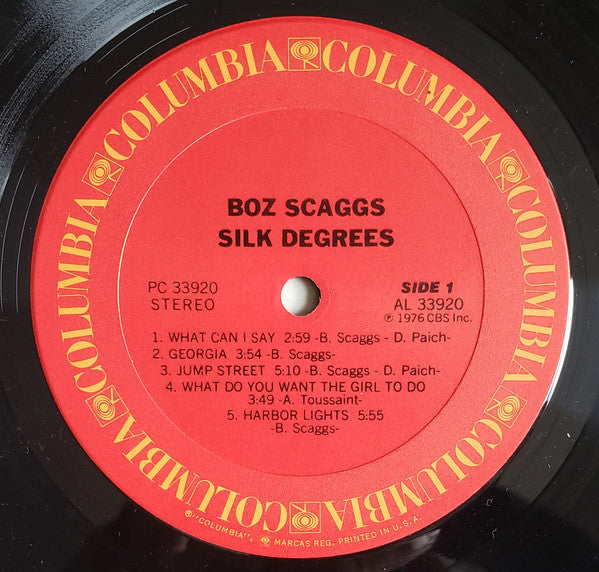 COLUMBIA COLUMBIA COLUMBIA COLUMBIA COLUMBIA COLUMBIA
BOZ SCAGGS
SILK DEGREES
PC 33920
STEREO
SIDE 1
AL 33920
℗ 1976 CBS Inc.
1. WHAT CAN I SAY 2:59 -B. Scaggs - D. Paich-
2. GEORGIA 3:54 -B. Scaggs-
3. JUMP STREET 5:10 -B. Scaggs - D. Paich-
4. WHAT DO YOU WANT THE GIRL TO DO
3:49 -A. Toussaint-
5. HARBOR LIGHTS 5:55
-B. Scaggs-
®"COLUMBIA", MARCAS REG. PRINTED IN U.S.A.